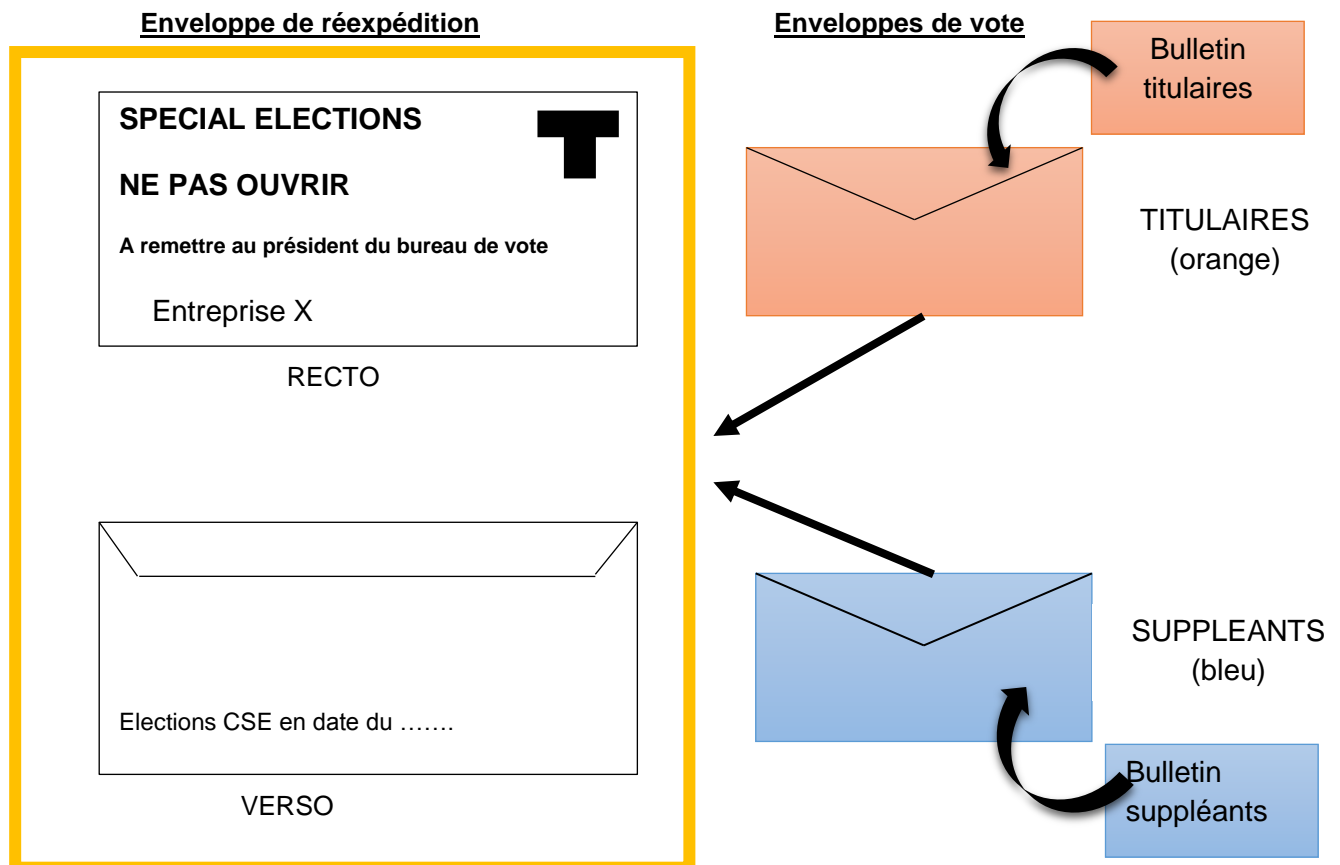 Enveloppe de réexpédition
SPECIAL ELECTIONS
NE PAS OUVRIR
A remettre au président du bureau de vote
Entreprise X
RECTO
Elections CSE en date du …….
VERSO
Enveloppes de vote
Bulletin
titulaires
TITULAIRES
(orange)
SUPPLEANTS
(bleu)
Bulletin
suppléants